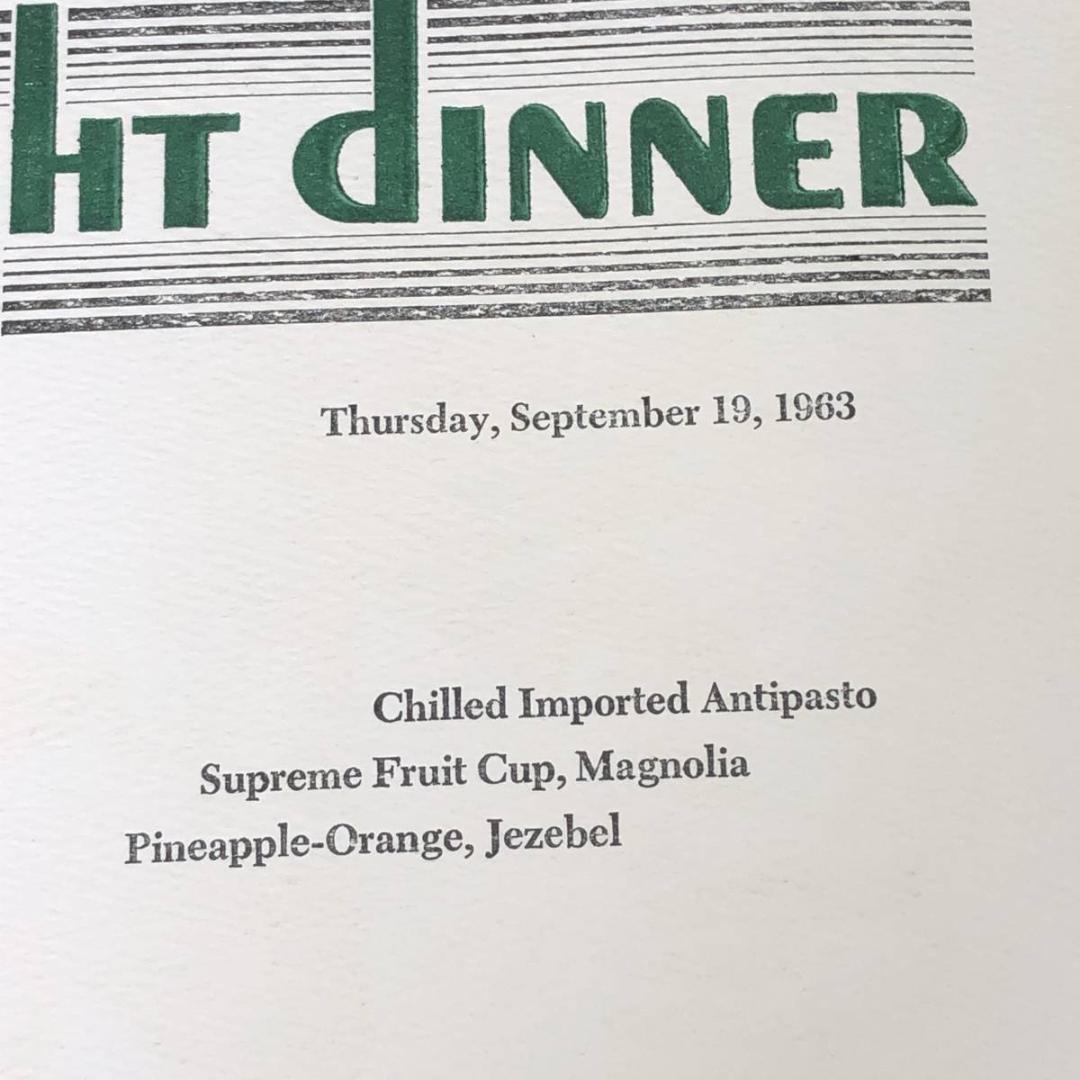 ht dinner
Thursday, September 19, 1963
Chilled Imported Antipasto
Supreme Fruit Cup, Magnolia
Pineapple-Orange, Jezebel